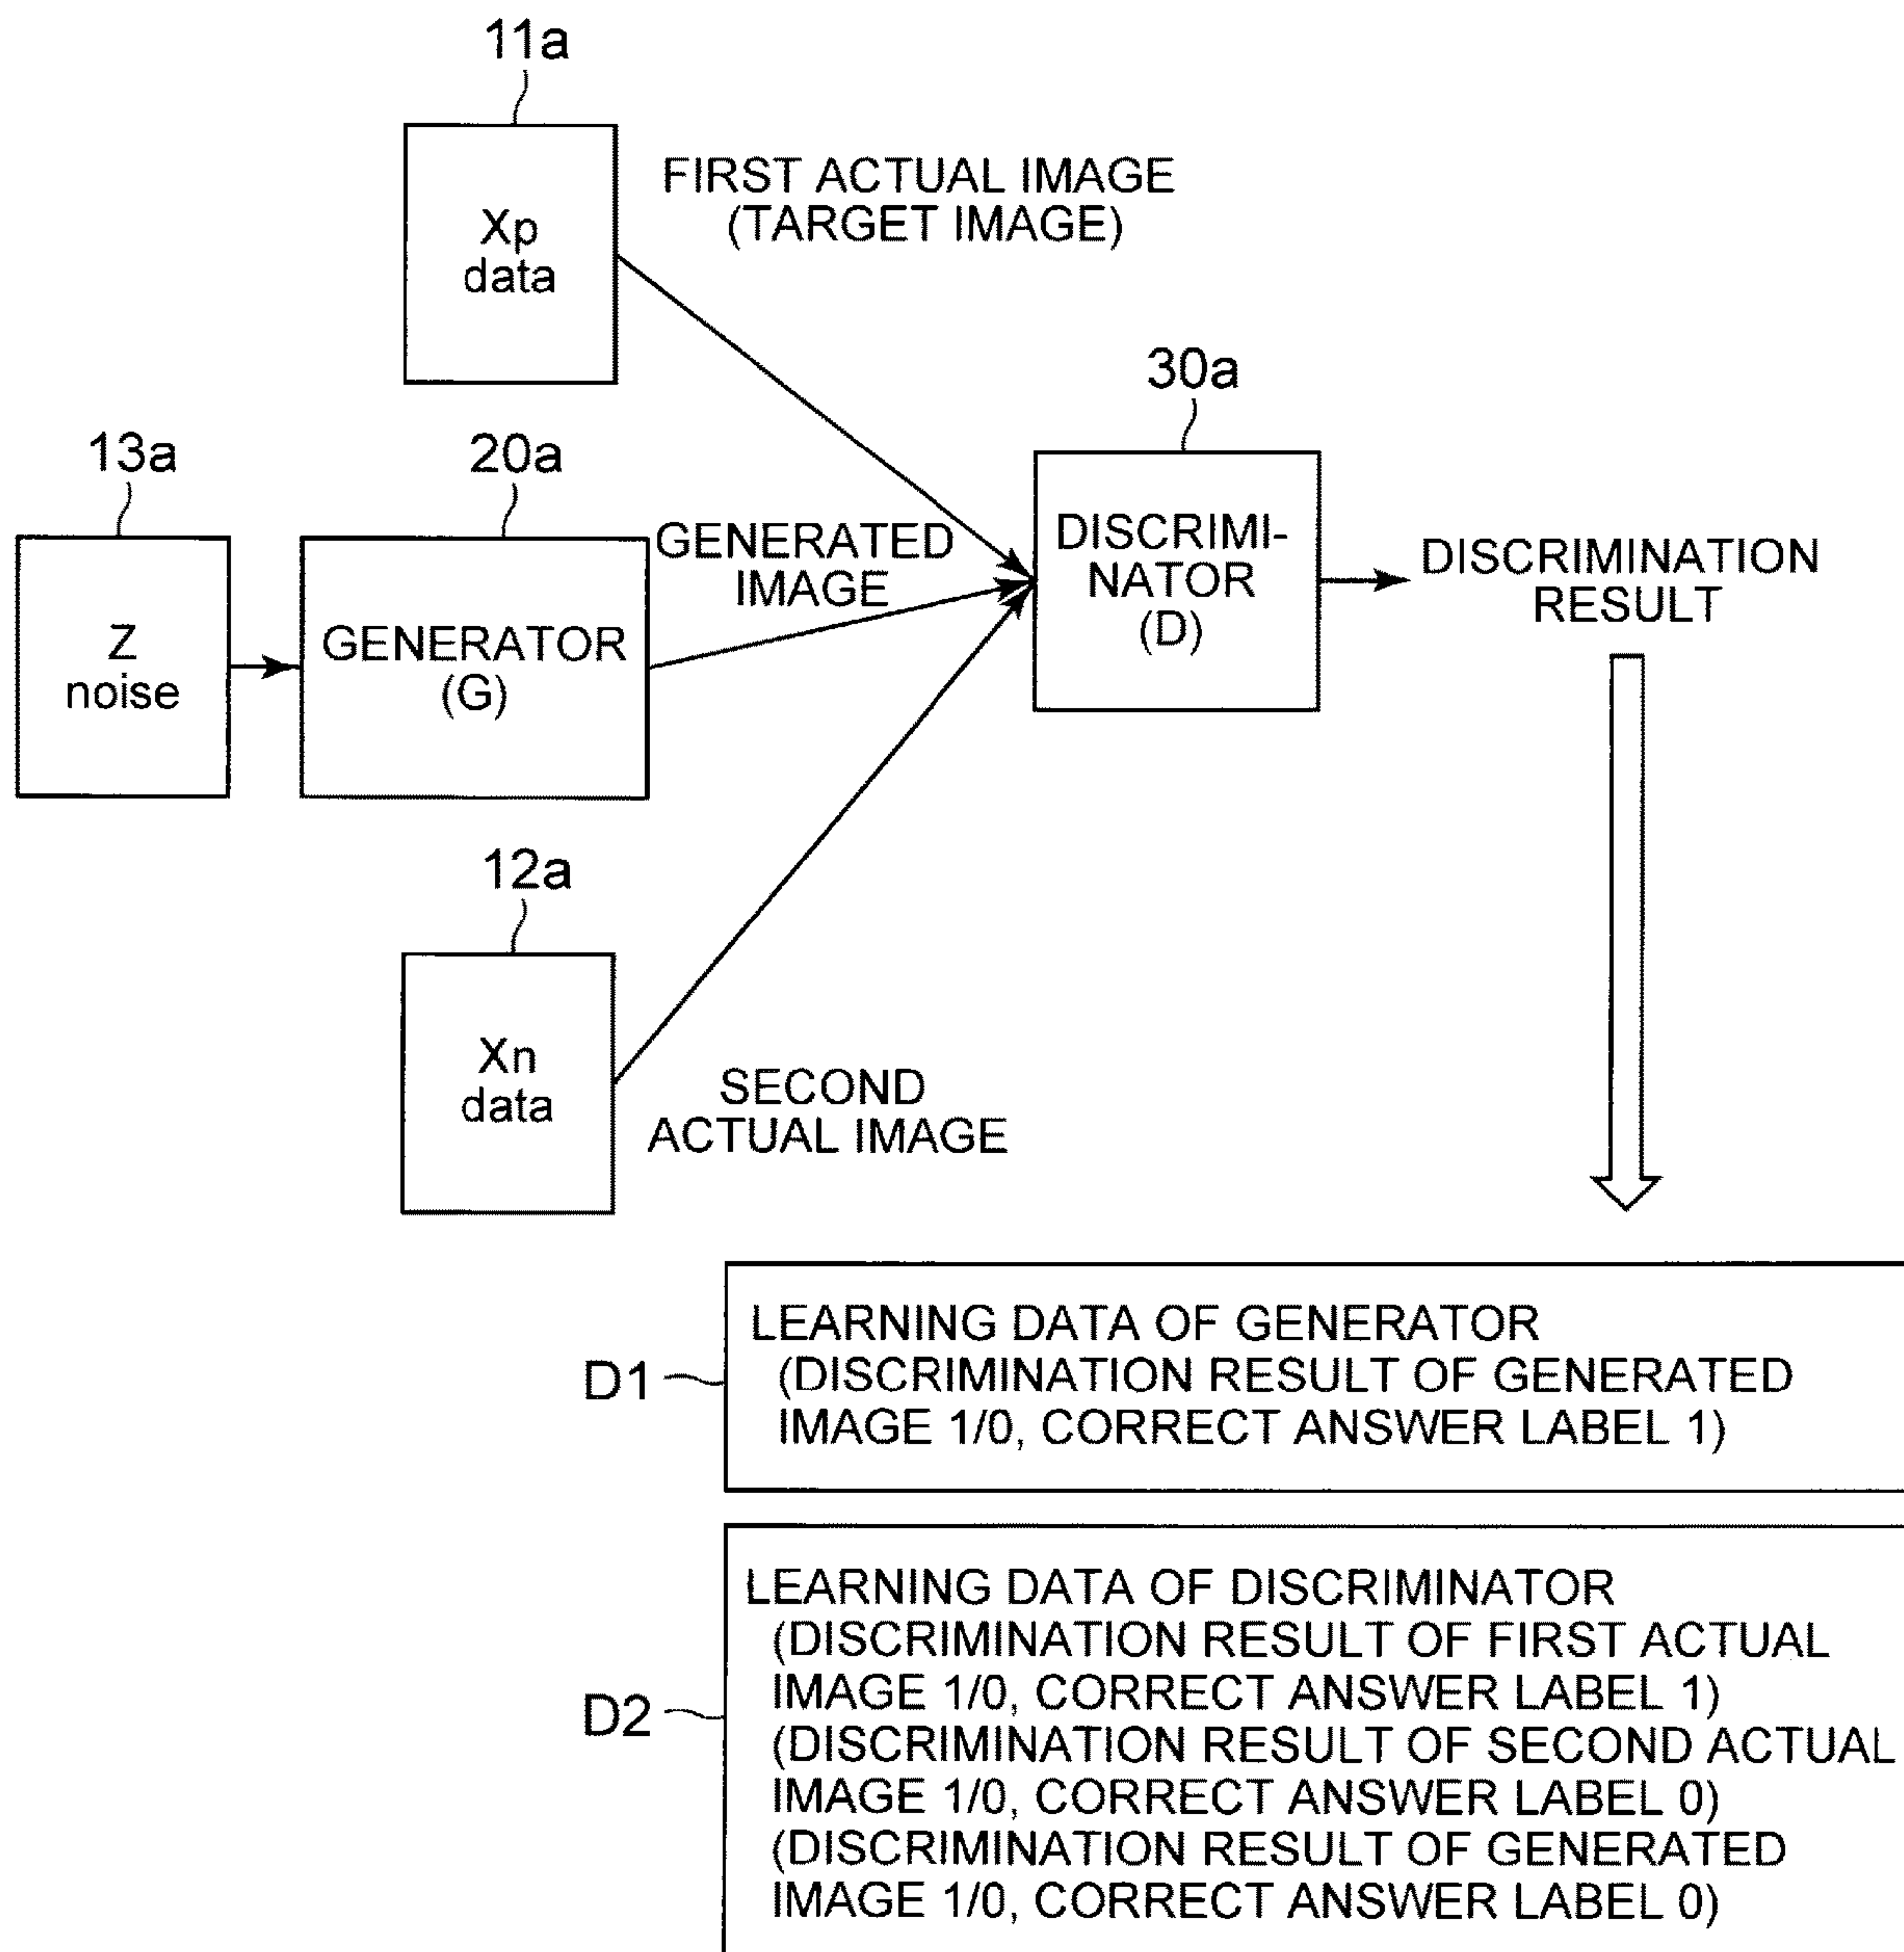 11a
Xp
data
FIRST ACTUAL IMAGE
(TARGET IMAGE)
30a
13a
20a
Z
noise
GENERATOR
(G)
GENERATED
IMAGE
DISCRIMI-
NATOR
(D)
DISCRIMINATION
RESULT
12a
Xn
data
SECOND
ACTUAL IMAGE
D1
LEARNING DATA OF GENERATOR
(DISCRIMINATION RESULT OF GENERATED
IMAGE 1/0, CORRECT ANSWER LABEL 1)
D2
LEARNING DATA OF DISCRIMINATOR
(DISCRIMINATION RESULT OF FIRST ACTUAL
IMAGE 1/0, CORRECT ANSWER LABEL 1)
(DISCRIMINATION RESULT OF SECOND ACTUAL
IMAGE 1/0, CORRECT ANSWER LABEL 0)
(DISCRIMINATION RESULT OF GENERATED
IMAGE 1/0, CORRECT ANSWER LABEL 0)